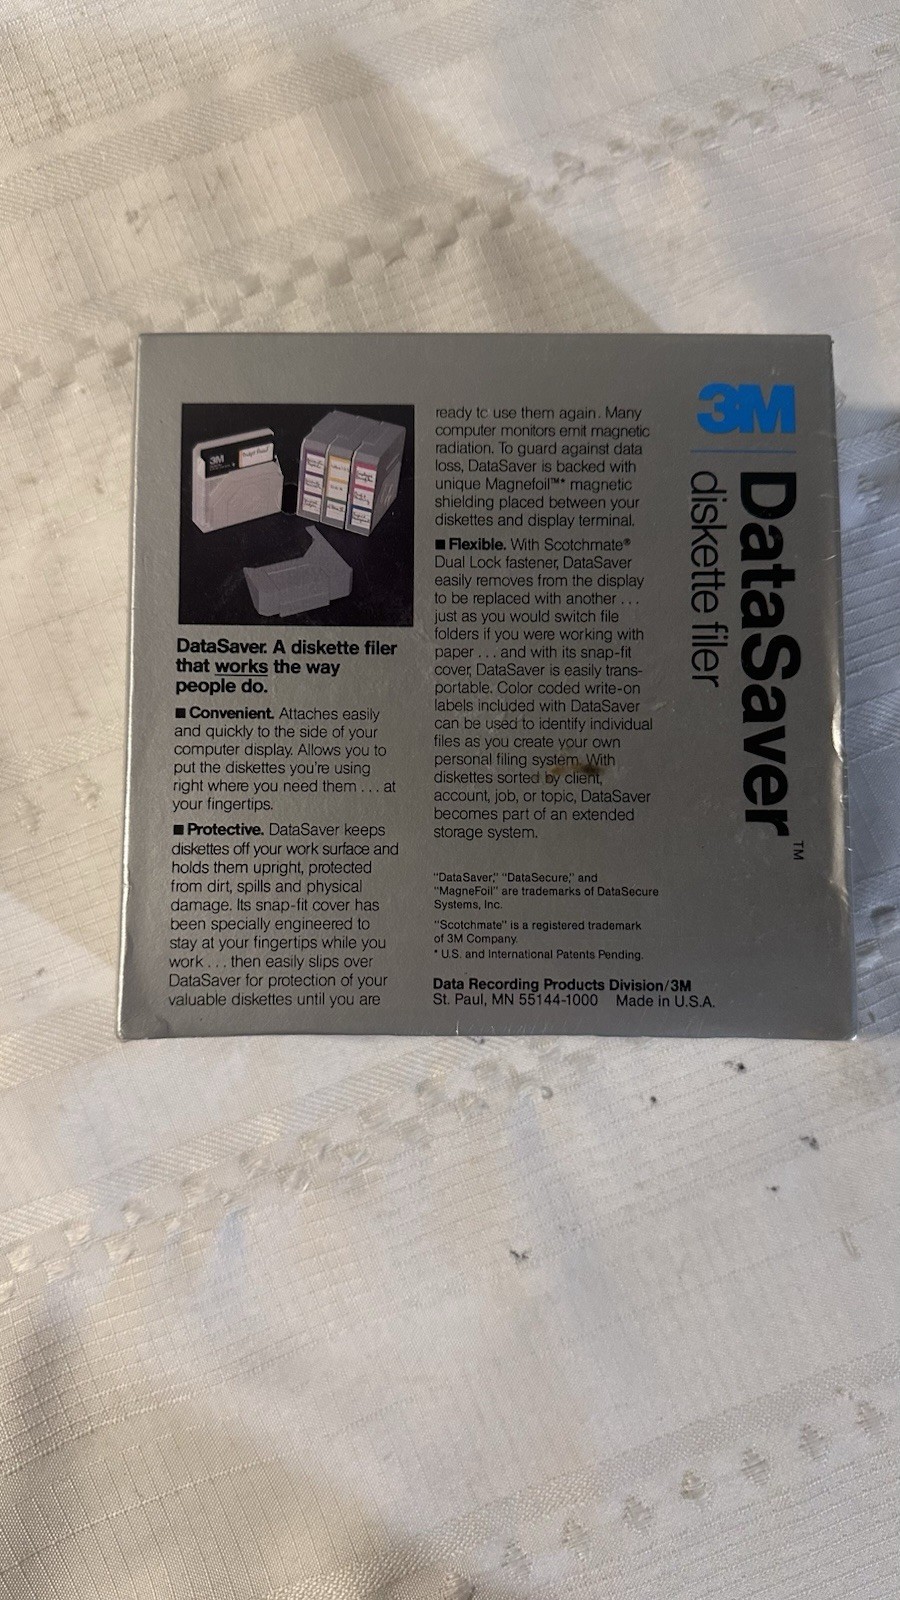 DataSaver. A diskette filer
that works the way
people do.
■ Convenient. Attaches easily
and quickly to the side of your
computer display. Allows you to
put the diskettes you're using
right where you need them . . . at
your fingertips.
■ Protective. DataSaver keeps
diskettes off your work surface and
holds them upright, protected
from dirt, spills and physical
damage. Its snap-fit cover has
been specially engineered to
stay at your fingertips while you
work . . . then easily slips over
DataSaver for protection of your
valuable diskettes until you are
ready to use them again. Many
computer monitors emit magnetic
radiation. To guard against data
loss, DataSaver is backed with
unique Magnefoil™* magnetic
shielding placed between your
diskettes and display terminal.
■ Flexible. With Scotchmate®
Dual Lock fastener, DataSaver
easily removes from the display
to be replaced with another . . .
just as you would switch file
folders if you were working with
paper . . . and with its snap-fit
cover, DataSaver is easily trans-
portable. Color coded write-on
labels included with DataSaver
can be used to identify individual
files as you create your own
personal filing system. With
diskettes sorted by client,
account, job, or topic, DataSaver
becomes part of an extended
storage system.
"DataSaver," "DataSecure," and
"MagneFoil" are trademarks of DataSecure
Systems, Inc.
"Scotchmate" is a registered trademark
of 3M Company.
* U.S. and International Patents Pending.
Data Recording Products Division/3M
St. Paul, MN 55144-1000 Made in U.S.A.
3M
DataSaver™
diskette filer
3M